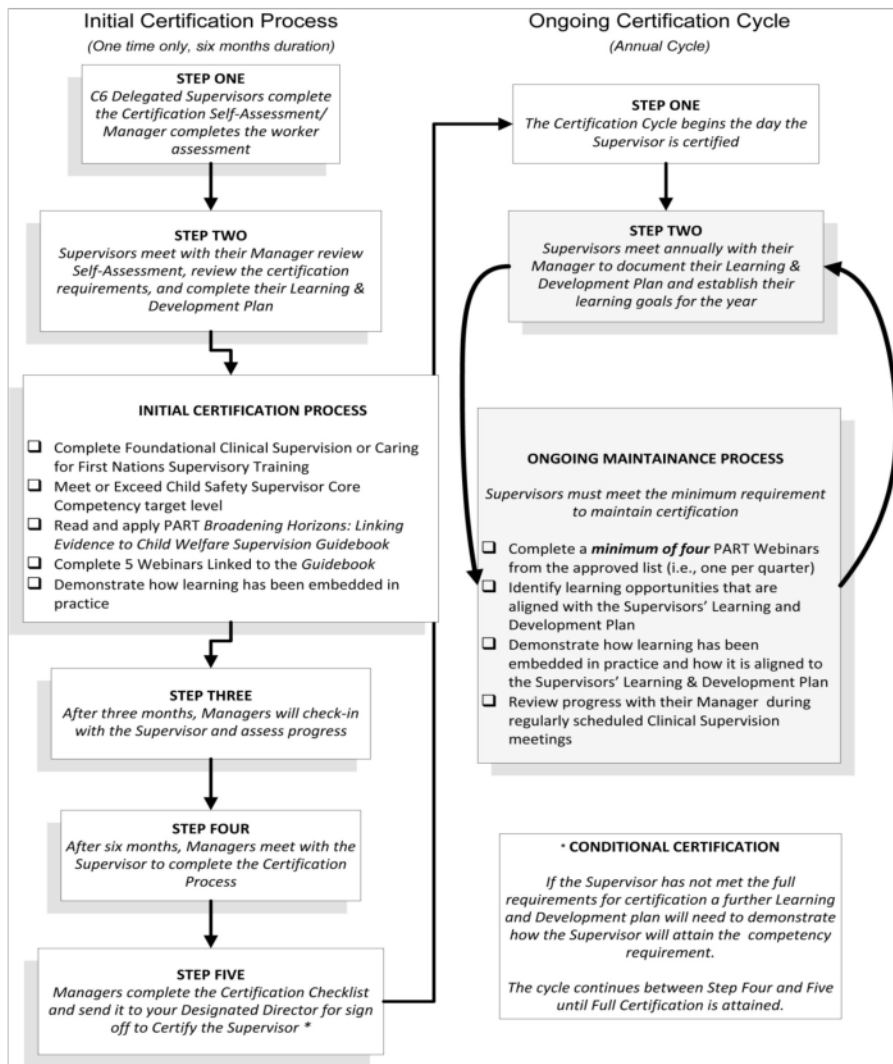 Initial Certification Process
(One time only, six months duration)
STEP ONE
C6 Delegated Supervisors complete
the Certification Self-Assessment/
Manager completes the worker
assessment
STEP TWO
Supervisors meet with their Manager review
Self-Assessment, review the certification
requirements, and complete their Learning &
Development Plan
INITIAL CERTIFICATION PROCESS
Complete Foundational Clinical Supervision or Caring
for First Nations Supervisory Training
Meet or Exceed Child Safety Supervisor Core
Competency target level
Read and apply PART Broadening Horizons: Linking
Evidence to Child Welfare Supervision Guidebook
Complete 5 Webinars Linked to the Guidebook
Demonstrate how learning has been embedded in
practice
STEP THREE
After three months, Managers will check-in
with the Supervisor and assess progress
STEP FOUR
After six months, Managers meet with the
Supervisor to complete the Certification
Process
STEP FIVE
Managers complete the Certification Checklist
and send it to your Designated Director for sign
off to Certify the Supervisor *
Ongoing Certification Cycle
(Annual Cycle)
STEP ONE
The Certification Cycle begins the day the
Supervisor is certified
STEP TWO
Supervisors meet annually with their
Manager to document their Learning &
Development Plan and establish their
learning goals for the year
ONGOING MAINTAINANCE PROCESS
Supervisors must meet the minimum requirement
to maintain certification
Complete a minimum of four PART Webinars
from the approved list (i.e., one per quarter)
Identify learning opportunities that are
aligned with the Supervisors' Learning and
Development Plan
Demonstrate how learning has been
embedded in practice and how it is aligned to
the Supervisors' Learning & Development Plan
Review progress with their Manager during
regularly scheduled Clinical Supervision
meetings
* CONDITIONAL CERTIFICATION
If the Supervisor has not met the full
requirements for certification a further Learning
and Development plan will need to demonstrate
how the Supervisor will attain the competency
requirement.
The cycle continues between Step Four and Five
until Full Certification is attained.